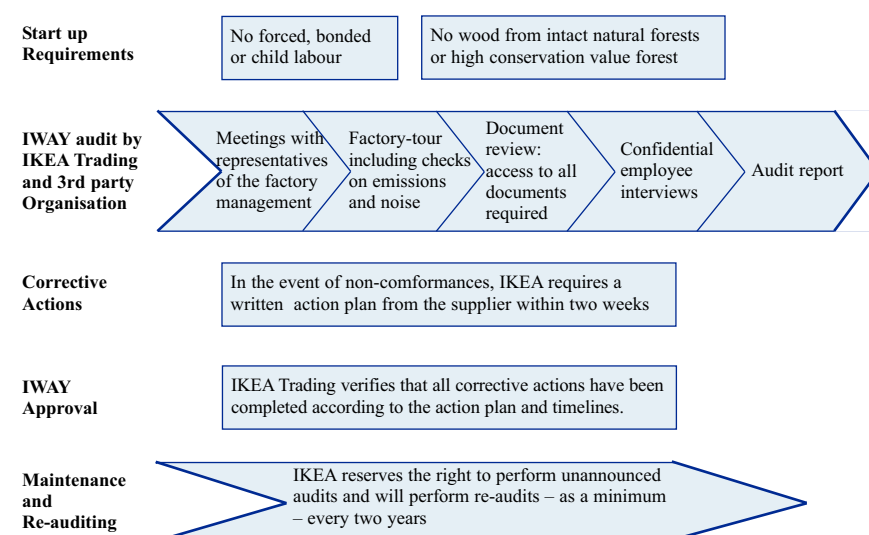 Start up
Requirements
No forced, bonded
or child labour
No wood from intact natural forests
or high conservation value forest
IWAY audit by
IKEA Trading
and 3rd party
Organisation
Meetings with
representatives
of the factory
management
Factory-tour
including checks
on emissions
and noise
Document
review:
access to all
documents
required
Confidential
employee
interviews
Audit report
Corrective
Actions
In the event of non-comformances, IKEA requires a
written action plan from the supplier within two weeks
IWAY
Approval
IKEA Trading verifies that all corrective actions have been
completed according to the action plan and timelines.
Maintenance
and
Re-auditing
IKEA reserves the right to perform unannounced
audits and will perform re-audits – as a minimum
– every two years